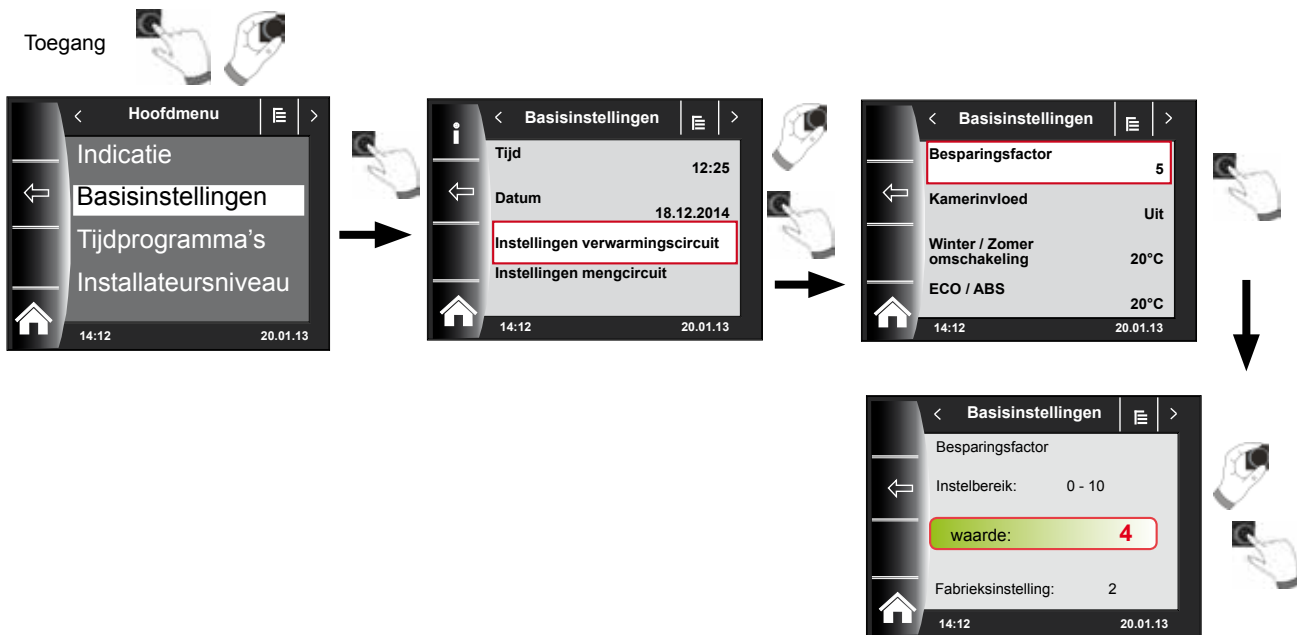 Toegang
< Hoofdmenu >
Indicatie
Basisinstellingen
Tijdprogramma's
Installateursniveau
14:12 20.01.13
i
< Basisinstellingen >
Tijd
12:25
Datum
18.12.2014
Instellingen verwarmingscircuit
Instellingen mengcircuit
14:12 20.01.13
< Basisinstellingen >
Besparingsfactor
5
Kamerinvloed
Uit
Winter / Zomer
omschakeling 20°C
ECO / ABS
20°C
14:12 20.01.13
< Basisinstellingen >
Besparingsfactor
Instelbereik: 0 - 10
waarde: 4
Fabrieksinstelling: 2
14:12 20.01.13